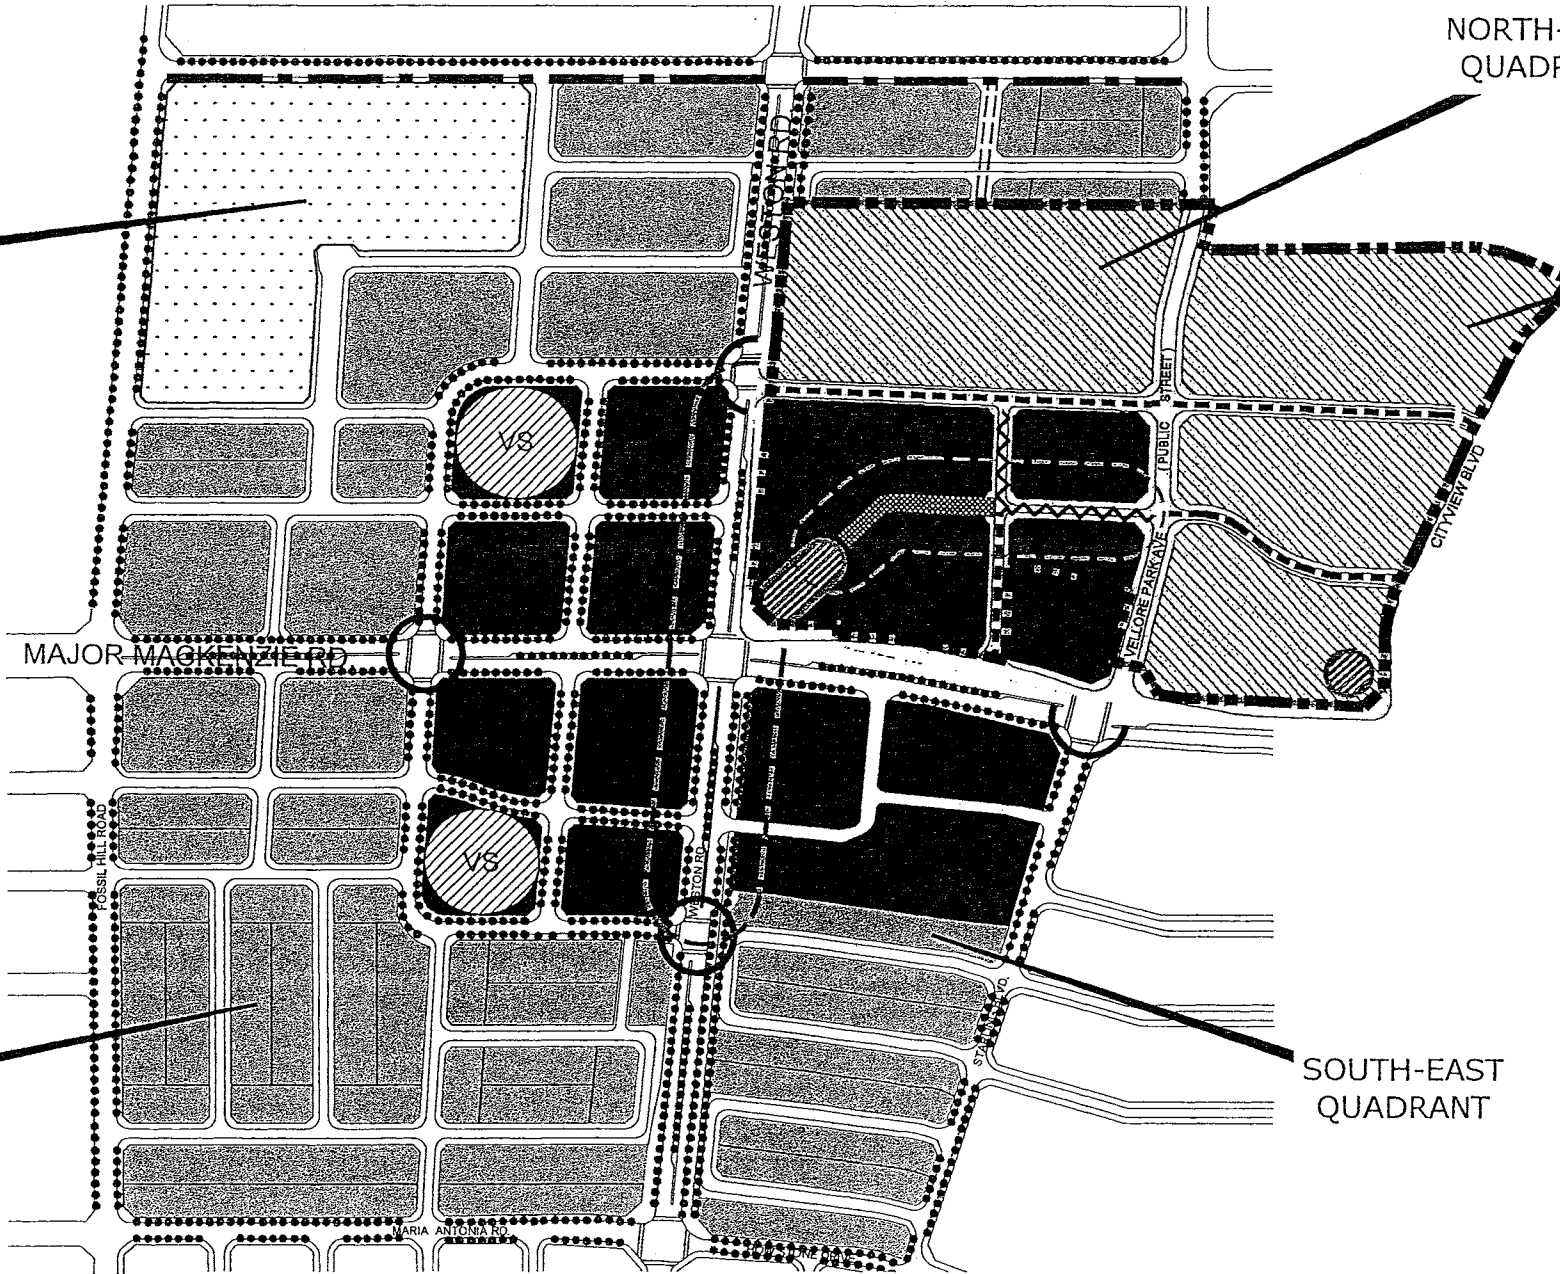 NORTH-
QUADR
WESTON RD
VS
(PUBLIC STREET)
CITYVIEW BLVD
VELLORE PARK AVE
MAJOR MACKENZIE RD.
FOSSIL HILL ROAD
VS
WESTON RD.
SOUTH-EAST
QUADRANT
MARIA ANTONIA RD.